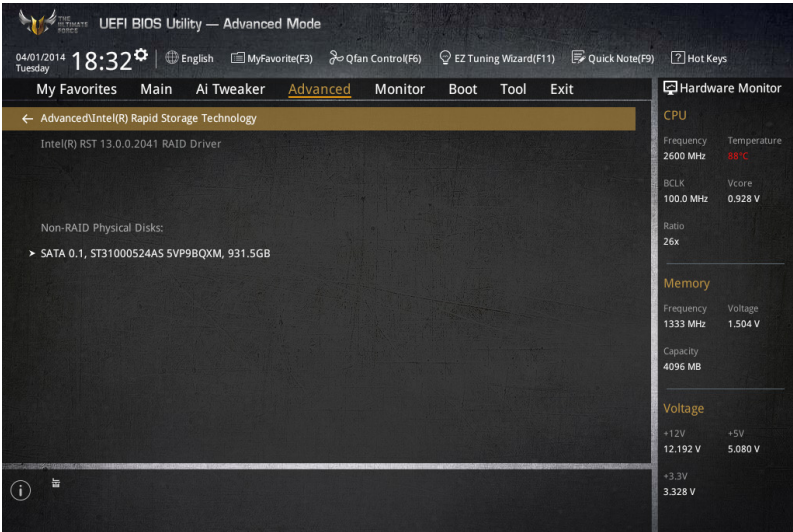 THE ULTIMATE FORCE
UEFI BIOS Utility — Advanced Mode
04/01/2014
Tuesday
18:32
English
MyFavorite(F3)
Qfan Control(F6)
EZ Tuning Wizard(F11)
Quick Note(F9)
? Hot Keys
My Favorites
Main
Ai Tweaker
Advanced
Monitor
Boot
Tool
Exit
Hardware Monitor
← Advanced\Intel(R) Rapid Storage Technology
Intel(R) RST 13.0.0.2041 RAID Driver
Non-RAID Physical Disks:
SATA 0.1, ST31000524AS 5VP9BQXM, 931.5GB
CPU
Frequency Temperature
2600 MHz 88°C
BCLK Vcore
100.0 MHz 0.928 V
Ratio
26x
Memory
Frequency Voltage
1333 MHz 1.504 V
Capacity
4096 MB
Voltage
+12V +5V
12.192 V 5.080 V
+3.3V
3.328 V
i